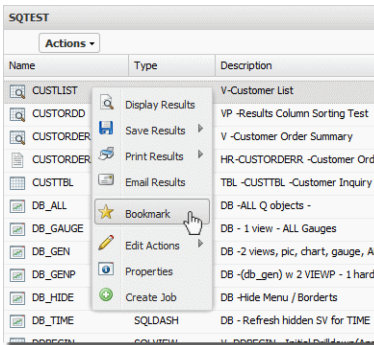 SQTEST
Actions
Name Type Description
CUSTLIST V-Customer List
Display Results
CUSTORDD VP -Results Column Sorting Test
Save Results
CUSTORDER V -Customer Order Summary
CUSTORDER HR-CUSTORDERR -Customer Ord
Print Results
CUSTTBL TBL -CUSTTBL -Customer Inquiry
Email Results
DB_ALL DB -ALL Q objects -
Bookmark
DB_GAUGE DB - 1 view - ALL Gauges
DB_GEN DB -2 views, pic, chart, gauge, A
Edit Actions
DB_GENP DB -(db_gen) w 2 VIEWP - 1 hard
Properties
DB_HIDE DB -Hide Menu / Borderts
Create Job
DB_TIME SQLDASH DB - Refresh hidden SV for TIME